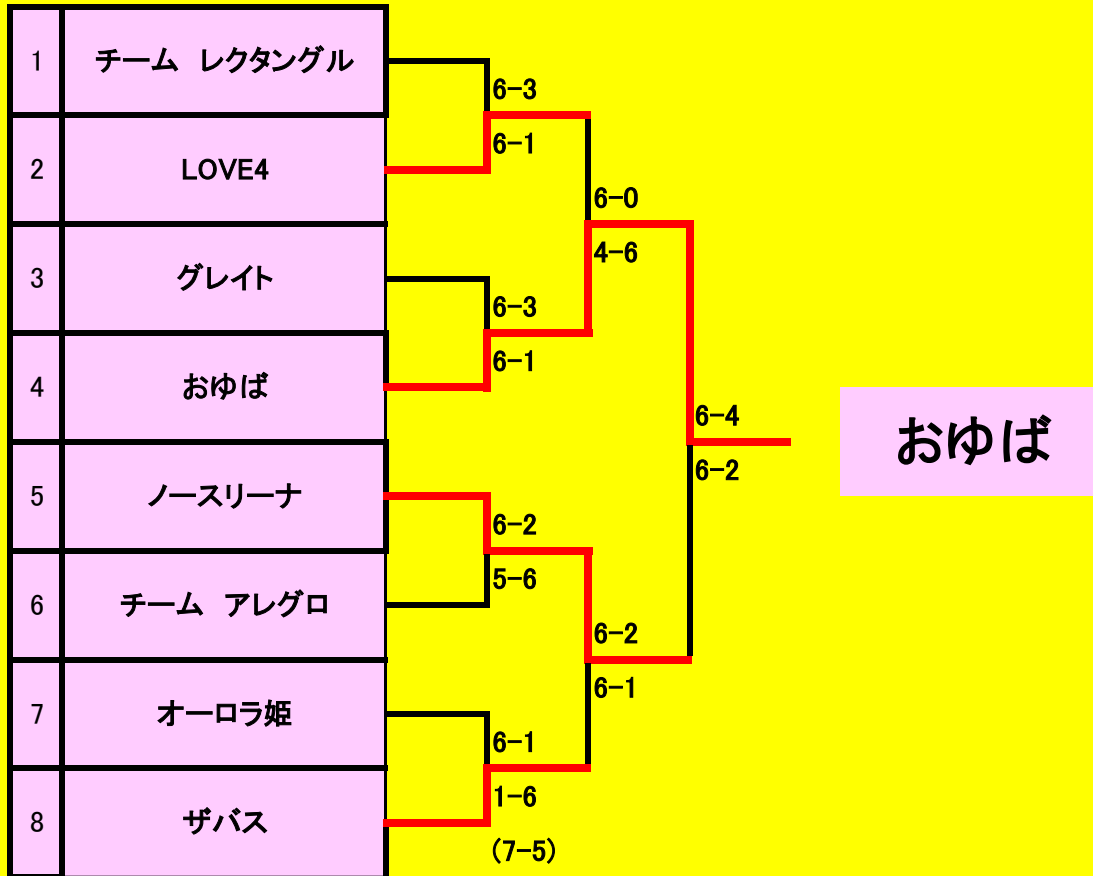 1 チーム　レクタングル
2 LOVE4
3 グレイト
4 おゆば
5 ノースリーナ
6 チーム　アレグロ
7 オーロラ姫
8 ザバス
6-3
6-1
6-3
6-1
6-2
5-6
6-1
1-6
(7-5)
6-0
4-6
6-2
6-1
6-4
6-2
おゆば